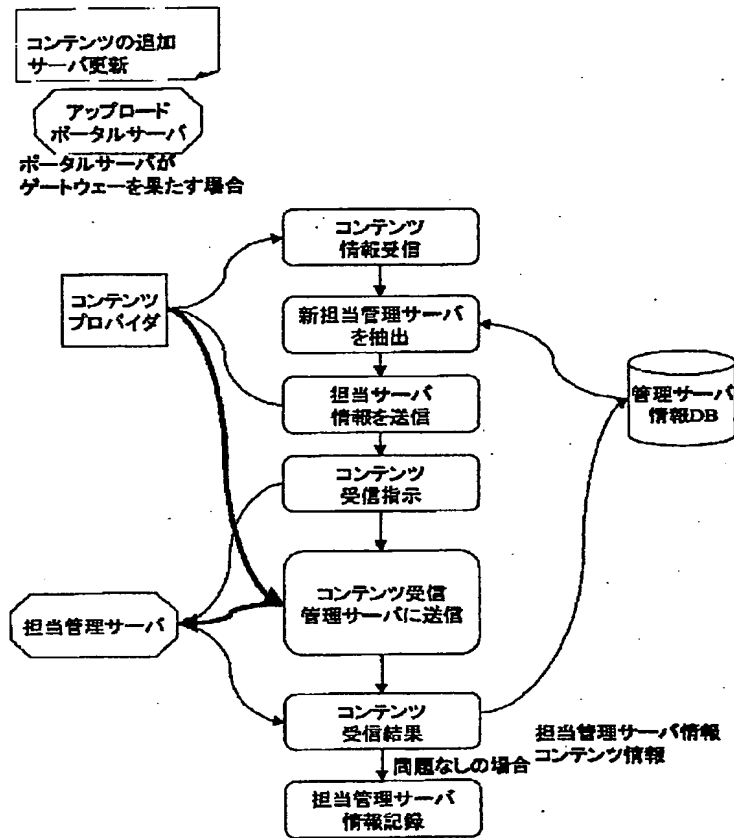 コンテンツの追加
サーバ更新
アップロード
ポータルサーバ
ポータルサーバが
ゲートウェーを果たす場合
コンテンツ
情報受信
コンテンツ
プロバイダ
新担当管理サーバ
を抽出
担当サーバ
情報を送信
管理サーバ
情報DB
コンテンツ
受信指示
コンテンツ受信
管理サーバに送信
担当管理サーバ
コンテンツ
受信結果
担当管理サーバ情報
コンテンツ情報
問題なしの場合
担当管理サーバ
情報記録